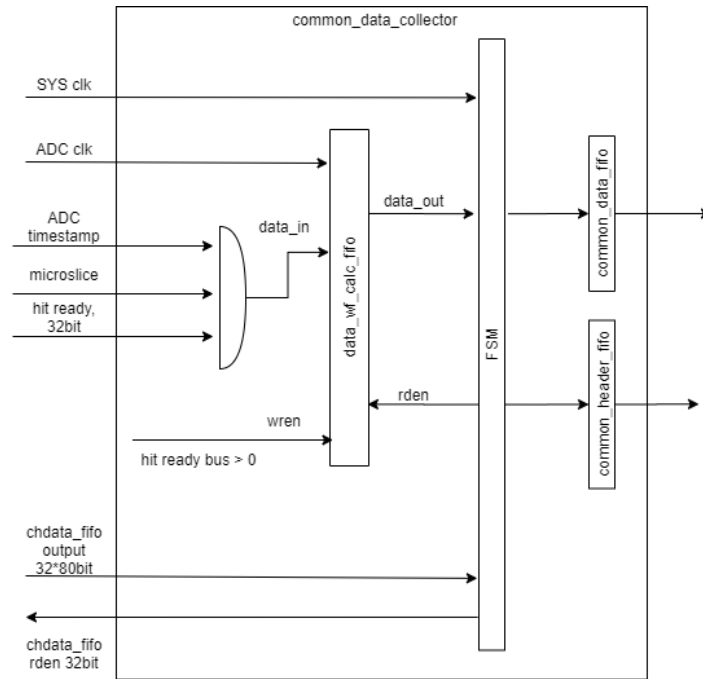 common_data_collector
SYS clk
ADC clk
ADC
timestamp
data_in
data_out
microslice
hit ready,
32bit
data_wf_calc_fifo
FSM
common_data_fifo
common_header_fifo
rden
wren
hit ready bus > 0
chdata_fifo
output
32*80bit
chdata_fifo
rden 32bit